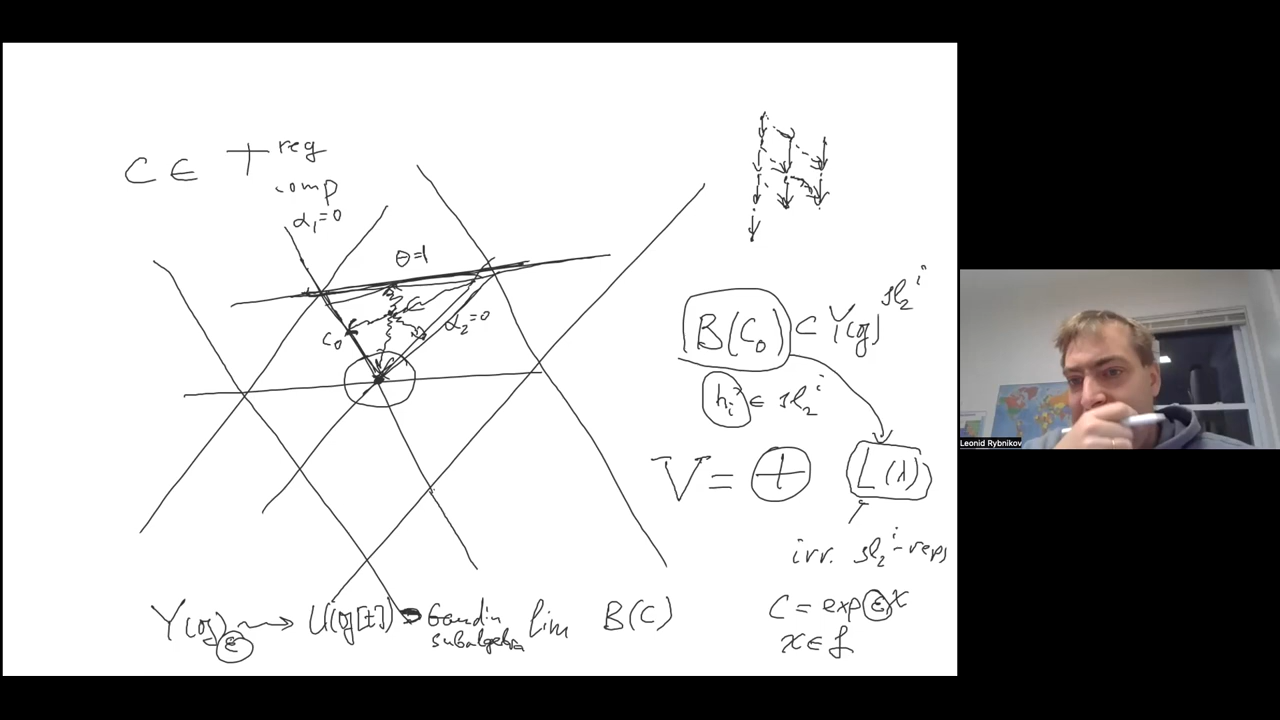 C ∈ T reg
comp
α₁=0
θ=1
α₂=0
C₀
B(C₀) ⊂ Y(𝔤)^{𝔰𝔩₂ⁱ}
hᵢ ∈ 𝔰𝔩₂ⁱ
V = ⊕ L(λ)
irr. 𝔰𝔩₂ⁱ-reps
C = exp ε χ
χ ∈ 𝔥
Y(𝔤)_ε ⇝ U(𝔤[t]) ⊃ Gaudin subalgebra
lim B(C)
Leonid Rybnikov